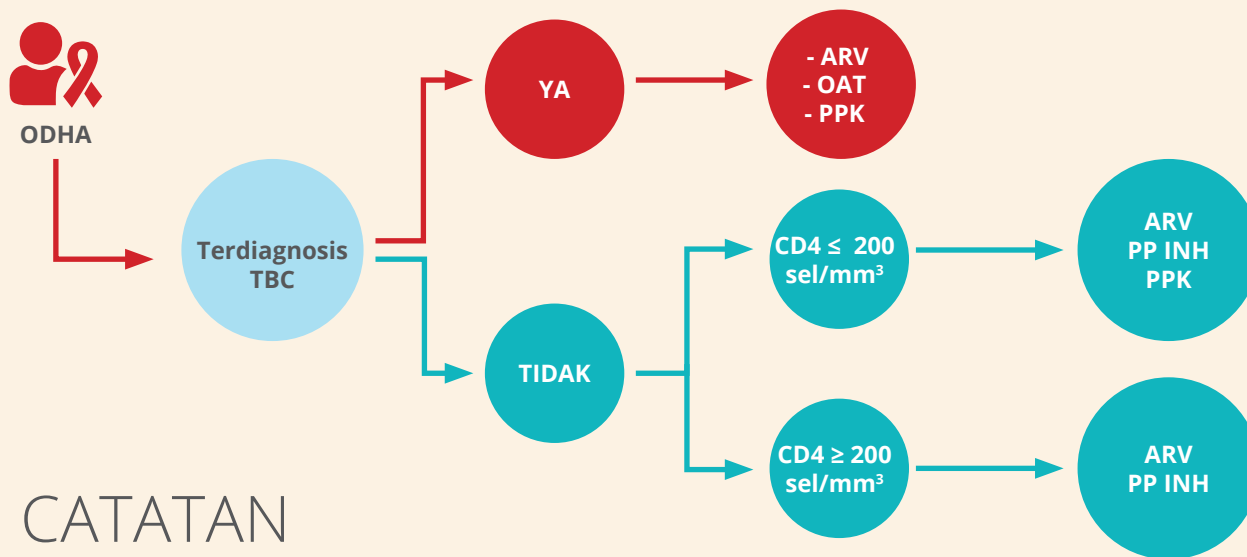 ODHA
Terdiagnosis
TBC
YA
- ARV
- OAT
- PPK
TIDAK
CD4 ≤ 200
sel/mm³
ARV
PP INH
PPK
CD4 ≥ 200
sel/mm³
ARV
PP INH
CATATAN